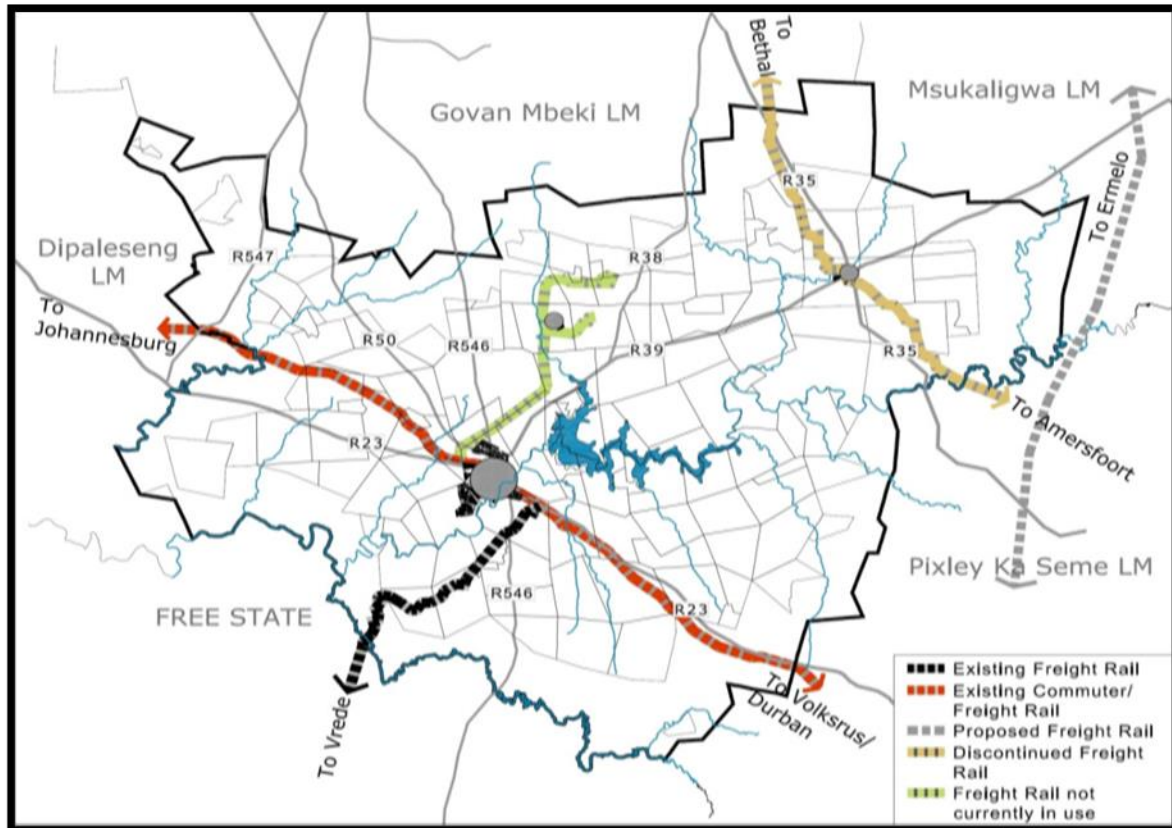 To
Bethal
Msukaligwa LM
Govan Mbeki LM
To Ermelo
R35
Dipaleseng
LM
R547
R38
To
Johannesburg
R50
R546
R39
R35
To Amersfoort
R23
Pixley Ka Seme LM
R546
FREE STATE
R23
To Vrede
To Volksrus/
Durban
Existing Freight Rail
Existing Commuter/
Freight Rail
Proposed Freight Rail
Discontinued Freight
Rail
Freight Rail not
currently in use